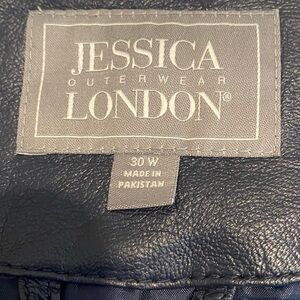 JESSICA
OUTERWEAR
LONDON®
30 W
MADE IN
PAKISTAN